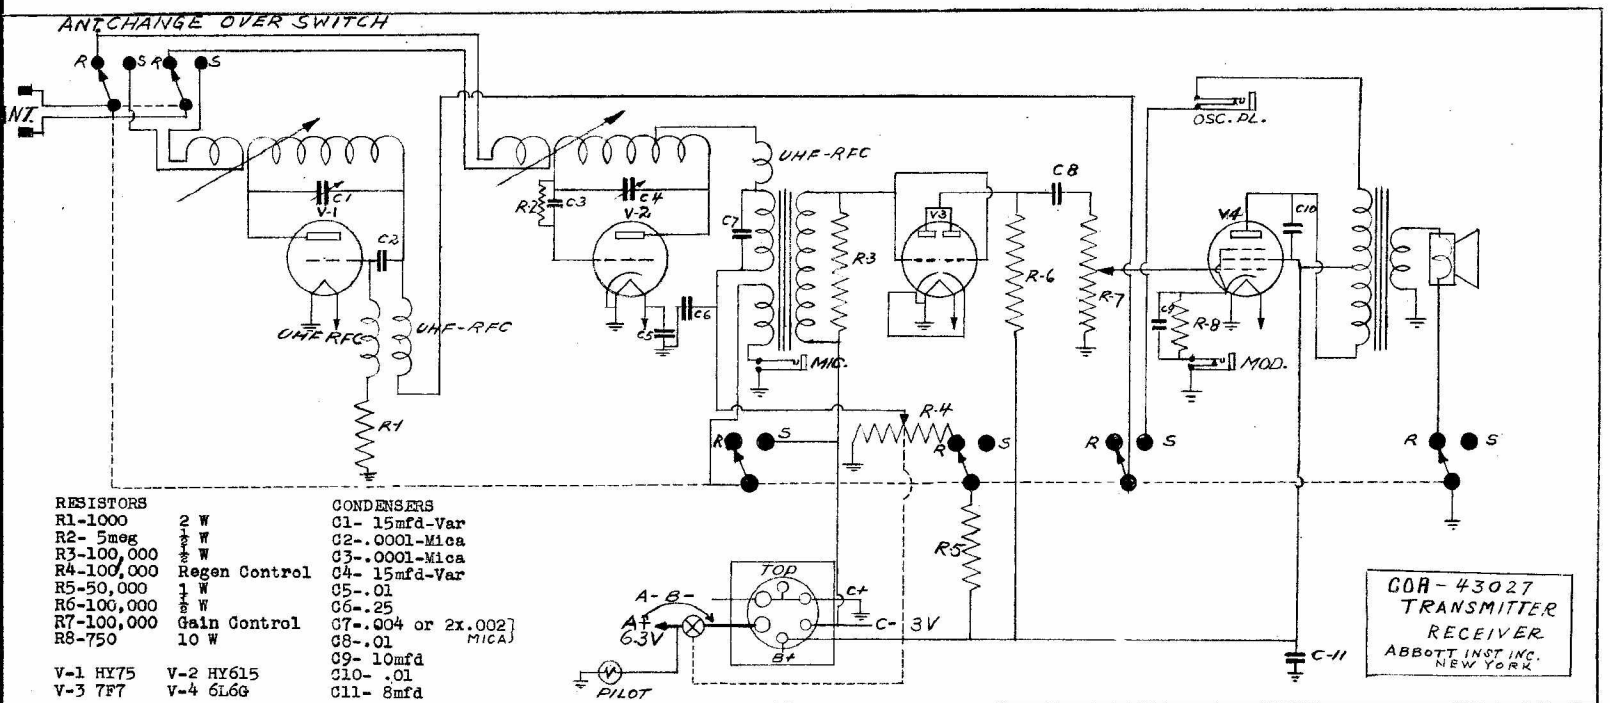 ANT. CHANGE OVER SWITCH
R S R S
NT.
OSC. PL.
UHF-RFC
C8
C1
V-1
R-2
C3
C4
V-2
C7
V3
V4
C10
C2
R-3
R-6
R-7
C9
R-8
C5
C6
UHF RFC
UHF-RFC
MIC.
MOD.
R-1
R-4
R S
R S
R S
R S
R-5
RESISTORS
R1-1000 2 W
R2- 5meg ½ W
R3-100,000 ½ W
R4-100,000 Regen Control
R5-50,000 1 W
R6-100,000 ½ W
R7-100,000 Gain Control
R8-750 10 W
V-1 HY75 V-2 HY615
V-3 7F7 V-4 6L6G
CONDENSERS
C1- 15mfd-Var
C2-.0001-Mica
C3-.0001-Mica
C4- 15mfd-Var
C5-.01
C6-.25
C7-.004 or 2x.002}
MICA}
C8-.01
C9- 10mfd
C10- .01
C11- 8mfd
TOP
A- B-
C+
A+
6.3V
C- 3V
B+
PILOT
C-11
COR-43027
TRANSMITTER
RECEIVER
ABBOTT INST INC.
NEW YORK